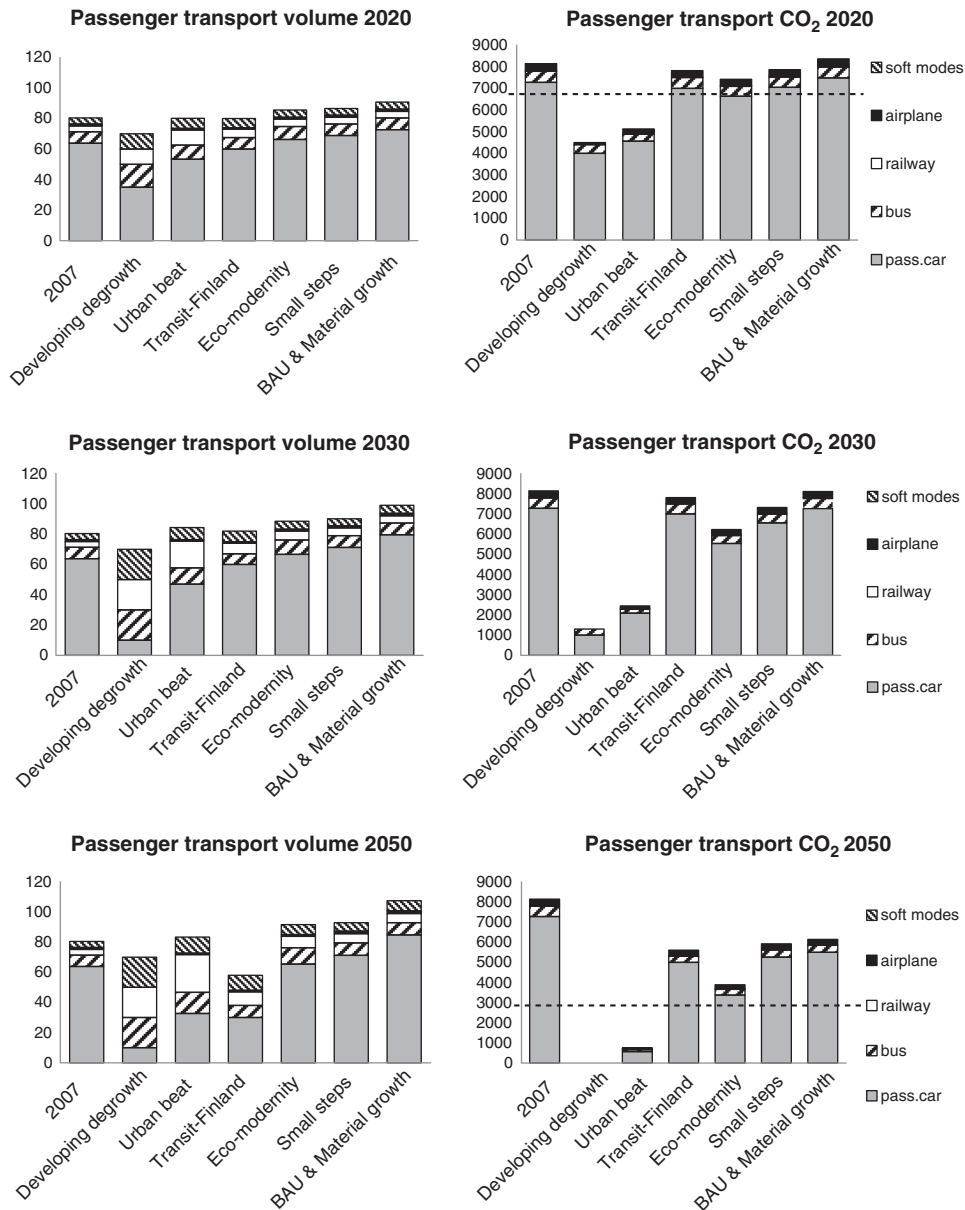 Passenger transport volume 2020
120
100
80
60
40
20
0
2007
Developing degrowth
Urban beat
Transit-Finland
Eco-modernity
Small steps
BAU & Material growth
Passenger transport CO₂ 2020
9000
8000
7000
6000
5000
4000
3000
2000
1000
0
2007
Developing degrowth
Urban beat
Transit-Finland
Eco-modernity
Small steps
BAU & Material growth
soft modes
airplane
railway
bus
pass.car
Passenger transport volume 2030
120
100
80
60
40
20
0
2007
Developing degrowth
Urban beat
Transit-Finland
Eco-modernity
Small steps
BAU & Material growth
Passenger transport CO₂ 2030
9000
8000
7000
6000
5000
4000
3000
2000
1000
0
2007
Developing degrowth
Urban beat
Transit-Finland
Eco-modernity
Small steps
BAU & Material growth
soft modes
airplane
railway
bus
pass.car
Passenger transport volume 2050
120
100
80
60
40
20
0
2007
Developing degrowth
Urban beat
Transit-Finland
Eco-modernity
Small steps
BAU & Material growth
Passenger transport CO₂ 2050
9000
8000
7000
6000
5000
4000
3000
2000
1000
0
2007
Developing degrowth
Urban beat
Transit-Finland
Eco-modernity
Small steps
BAU & Material growth
soft modes
airplane
railway
bus
pass.car